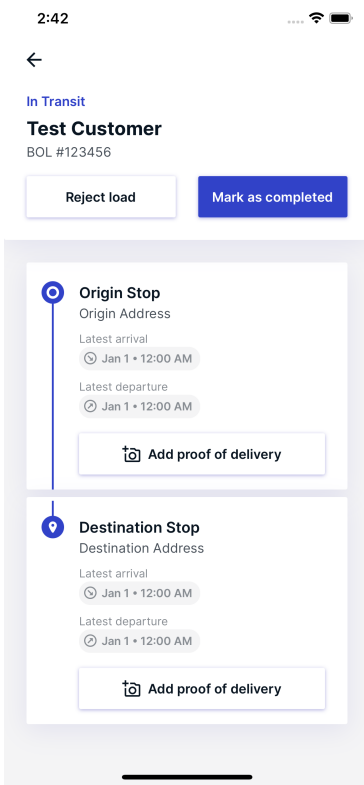 2:42
In Transit
Test Customer
BOL #123456
Reject load
Mark as completed
Origin Stop
Origin Address
Latest arrival
Jan 1 • 12:00 AM
Latest departure
Jan 1 • 12:00 AM
Add proof of delivery
Destination Stop
Destination Address
Latest arrival
Jan 1 • 12:00 AM
Latest departure
Jan 1 • 12:00 AM
Add proof of delivery